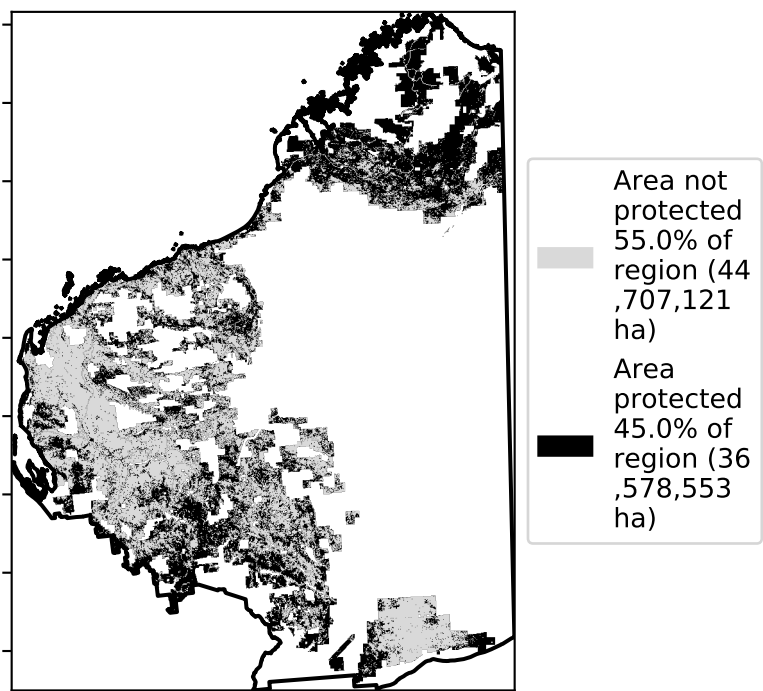 Area not
protected
55.0% of
region (44
,707,121
ha)
Area
protected
45.0% of
region (36
,578,553
ha)